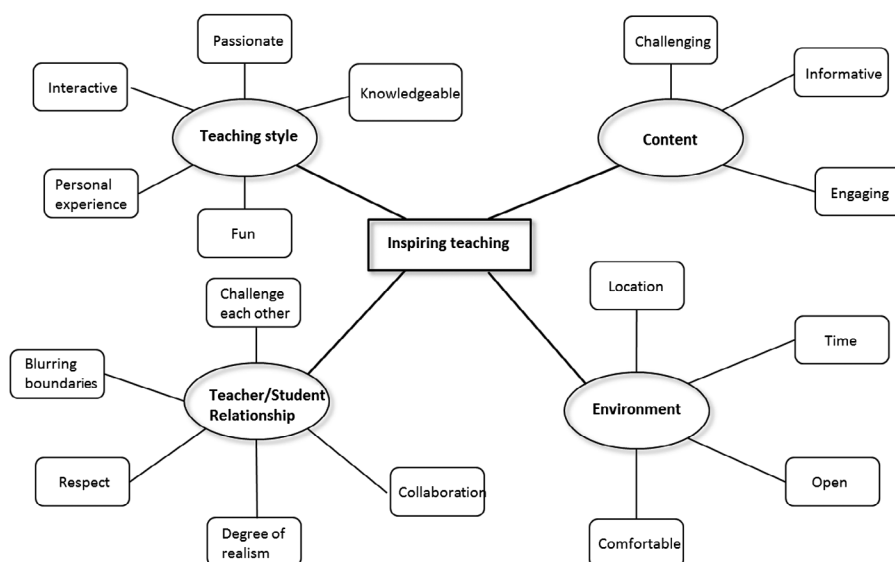 Passionate
Challenging
Interactive
Knowledgeable
Informative
Teaching style
Content
Personal
experience
Engaging
Fun
Inspiring teaching
Challenge
each other
Location
Blurring
boundaries
Time
Teacher/Student
Relationship
Environment
Respect
Collaboration
Open
Degree of
realism
Comfortable